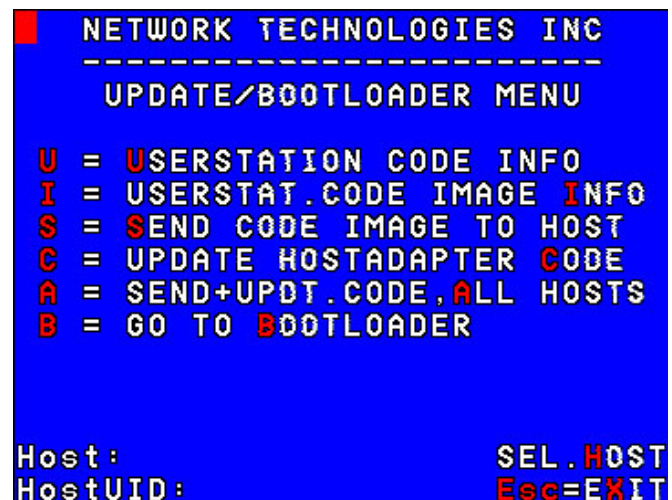 NETWORK TECHNOLOGIES INC
--------------------------
UPDATE/BOOTLOADER MENU
U = USERSTATION CODE INFO
I = USERSTAT.CODE IMAGE INFO
S = SEND CODE IMAGE TO HOST
C = UPDATE HOSTADAPTER CODE
A = SEND+UPDT.CODE,ALL HOSTS
B = GO TO BOOTLOADER
Host: SEL.HOST
HostUID: Esc=EXIT